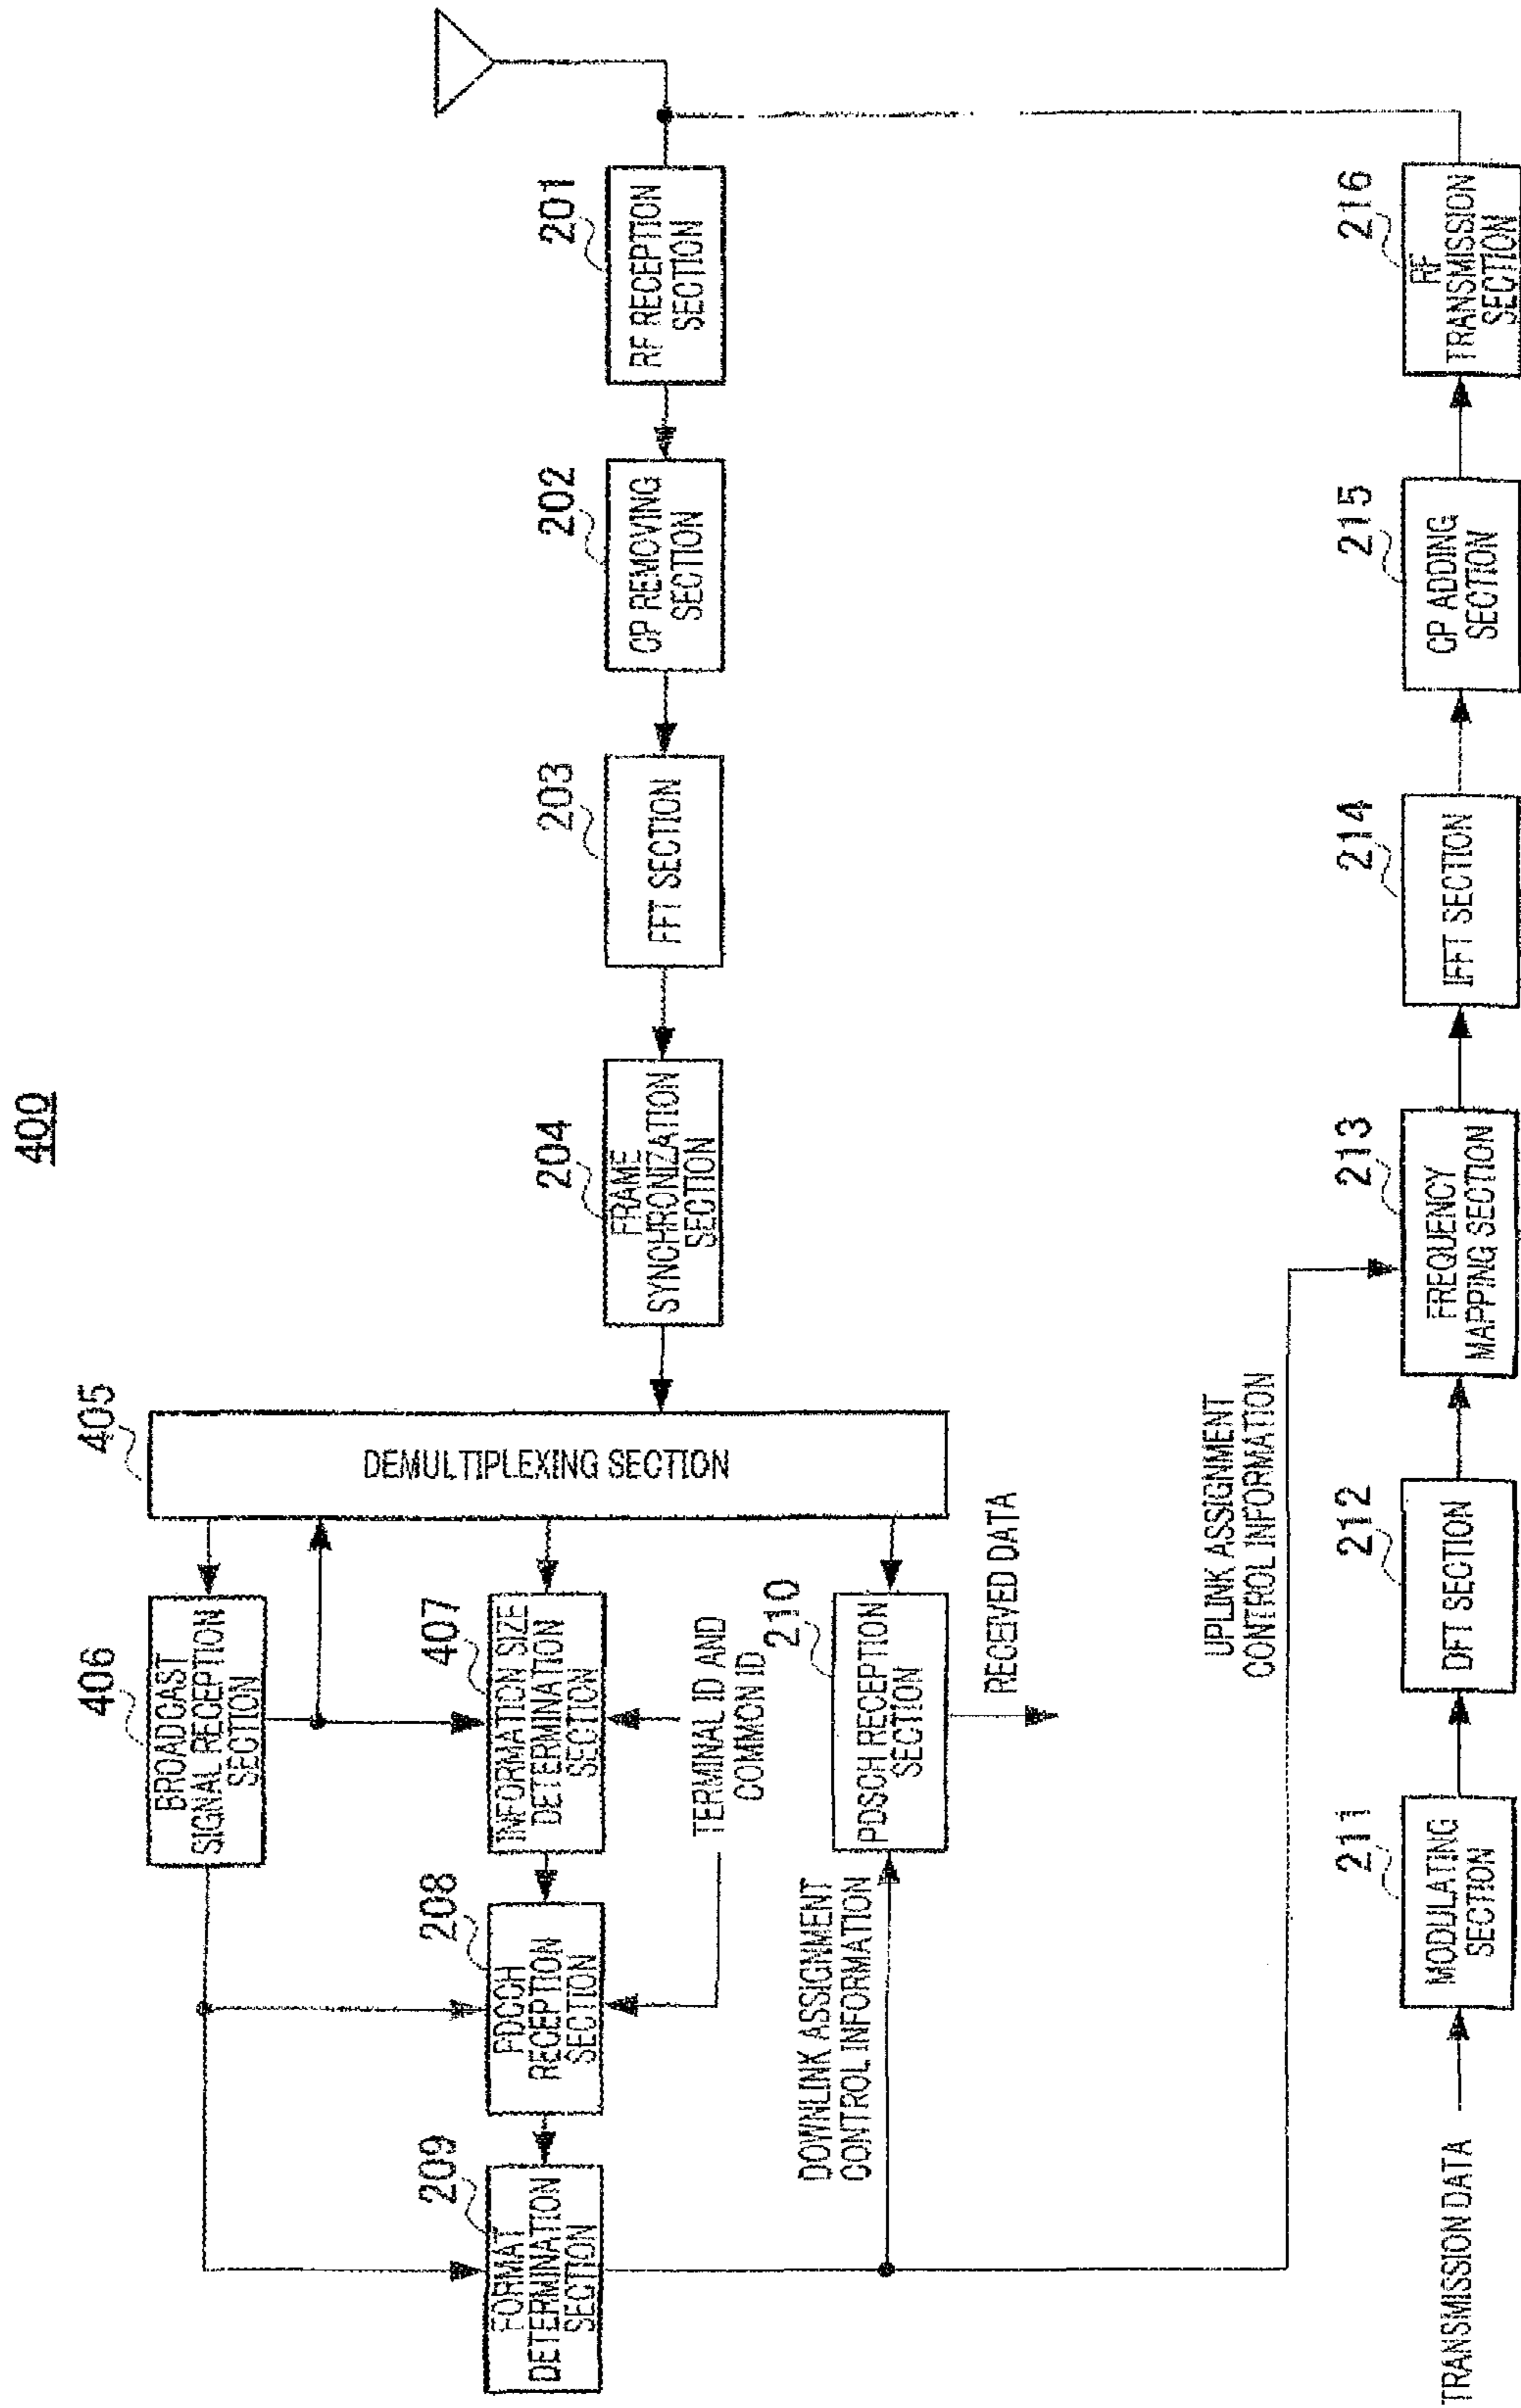 400
201
RF RECEPTION
SECTION
202
CP REMOVING
SECTION
203
FFT SECTION
204
FRAME
SYNCHRONIZATION
SECTION
405
DEMULTIPLEXING SECTION
406
BROADCAST
SIGNAL RECEPTION
SECTION
407
INFORMATION SIZE
DETERMINATION
SECTION
TERMINAL ID AND
COMMON ID
208
PDCCH
RECEPTION
SECTION
209
FORMAT
DETERMINATION
SECTION
210
PDSCH RECEPTION
SECTION
RECEIVED DATA
DOWNLINK ASSIGNMENT
CONTROL INFORMATION
UPLINK ASSIGNMENT
CONTROL INFORMATION
TRANSMISSION DATA
211
MODULATING
SECTION
212
DFT SECTION
213
FREQUENCY
MAPPING SECTION
214
IFFT SECTION
215
CP ADDING
SECTION
216
RF
TRANSMISSION
SECTION